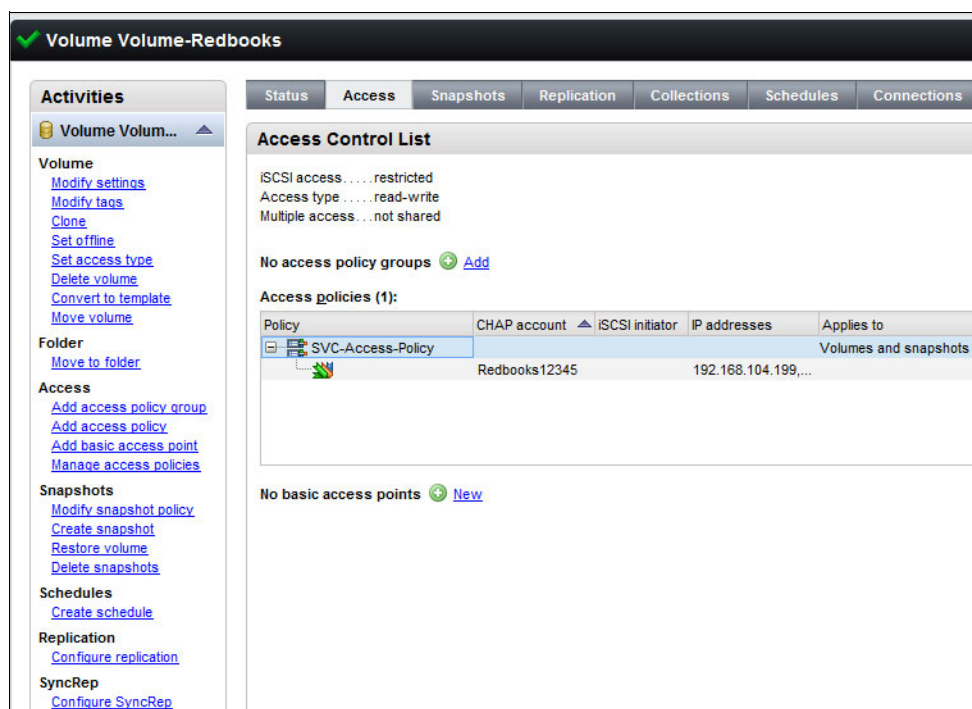 Volume Volume-Redbooks
Activities
Volume Volum...
Volume
Modify settings
Modify tags
Clone
Set offline
Set access type
Delete volume
Convert to template
Move volume
Folder
Move to folder
Access
Add access policy group
Add access policy
Add basic access point
Manage access policies
Snapshots
Modify snapshot policy
Create snapshot
Restore volume
Delete snapshots
Schedules
Create schedule
Replication
Configure replication
SyncRep
Configure SyncRep
Status Access Snapshots Replication Collections Schedules Connections
Access Control List
iSCSI access.....restricted
Access type .....read-write
Multiple access...not shared
No access policy groups Add
Access policies (1):
Policy CHAP account iSCSI initiator IP addresses Applies to
SVC-Access-Policy Volumes and snapshots
Redbooks12345 192.168.104.199,...
No basic access points New